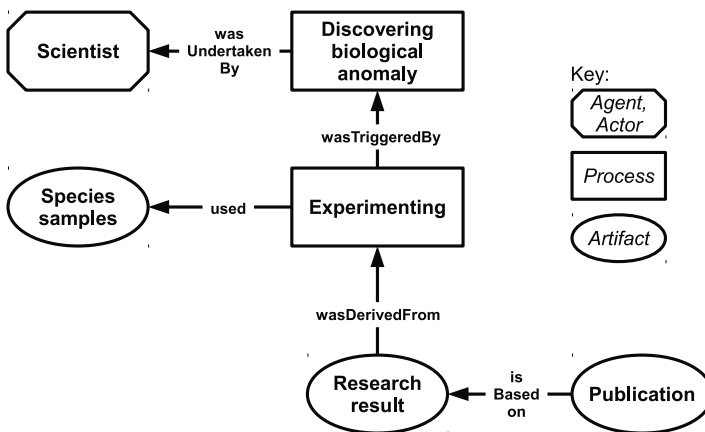 Scientist
was
Undertaken
By
Discovering
biological
anomaly
Key:
Agent,
Actor
wasTriggeredBy
Species
samples
used
Experimenting
Process
Artifact
wasDerivedFrom
Research
result
is
Based
on
Publication